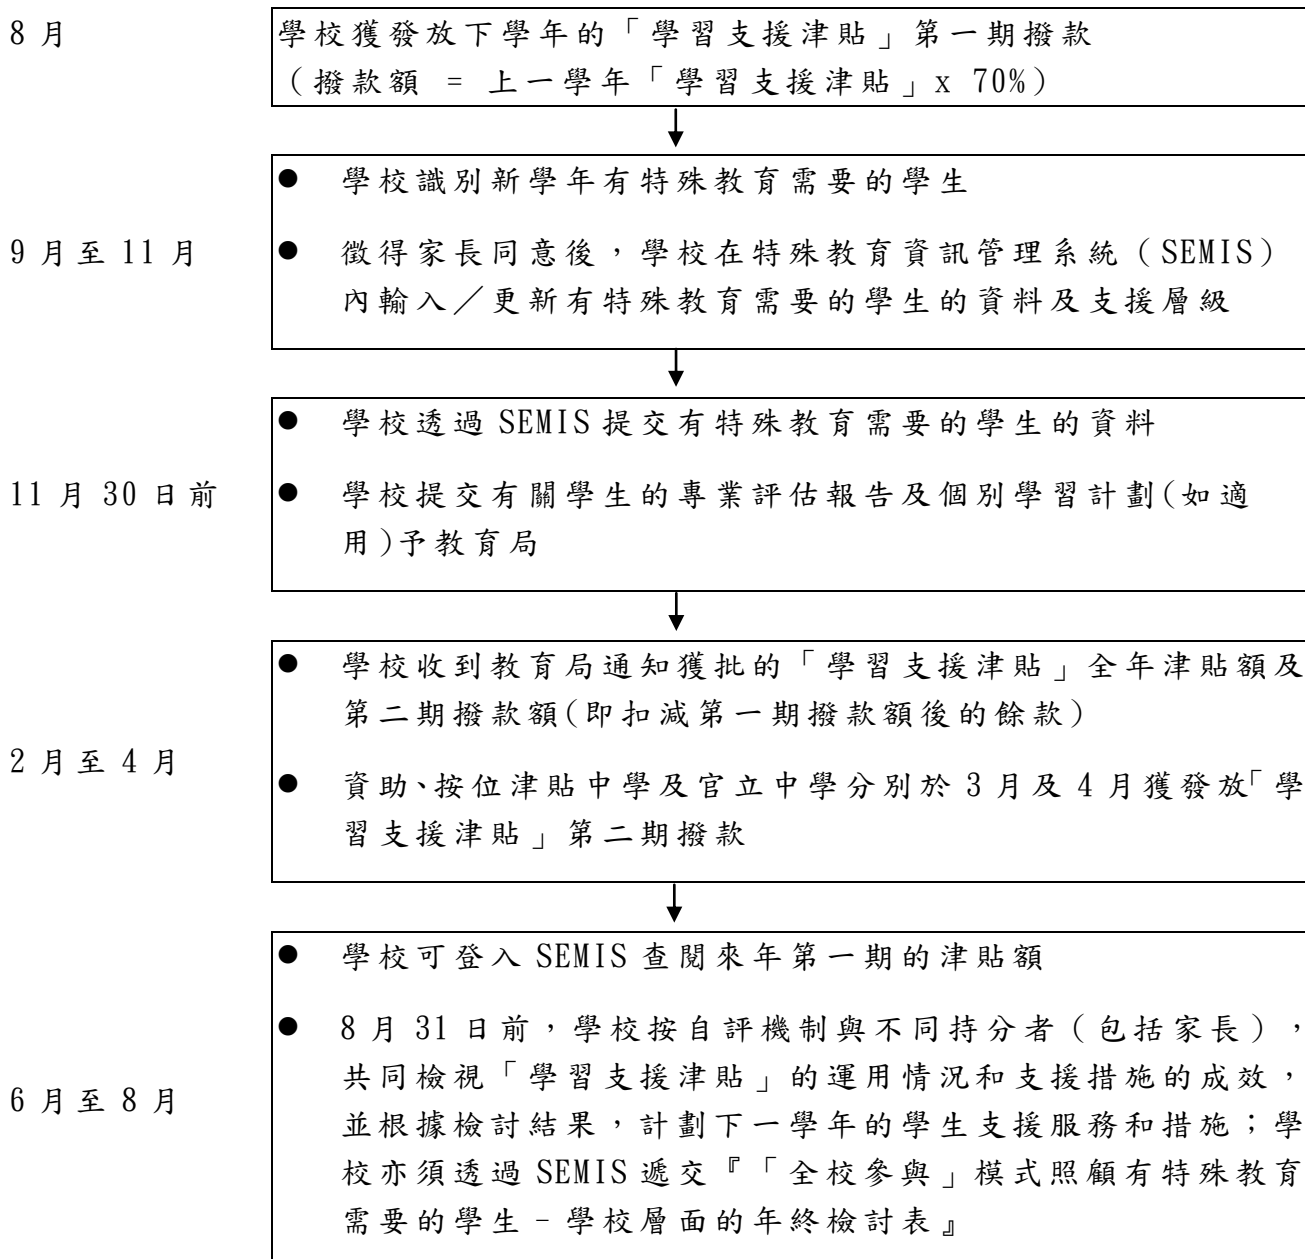 8 月
學校獲發放下學年的「學習支援津貼」第一期撥款
（撥款額 = 上一學年「學習支援津貼」x 70%）
9 月至 11 月
● 學校識別新學年有特殊教育需要的學生
● 徵得家長同意後，學校在特殊教育資訊管理系統（SEMIS）
內輸入／更新有特殊教育需要的學生的資料及支援層級
11 月 30 日前
● 學校透過 SEMIS 提交有特殊教育需要的學生的資料
● 學校提交有關學生的專業評估報告及個別學習計劃(如適
用)予教育局
2 月至 4 月
● 學校收到教育局通知獲批的「學習支援津貼」全年津貼額及
第二期撥款額(即扣減第一期撥款額後的餘款)
● 資助、按位津貼中學及官立中學分別於 3 月及 4 月獲發放「學
習支援津貼」第二期撥款
6 月至 8 月
● 學校可登入 SEMIS 查閱來年第一期的津貼額
● 8 月 31 日前，學校按自評機制與不同持分者（包括家長），
共同檢視「學習支援津貼」的運用情況和支援措施的成效，
並根據檢討結果，計劃下一學年的學生支援服務和措施；學
校亦須透過 SEMIS 遞交『「全校參與」模式照顧有特殊教育
需要的學生 – 學校層面的年終檢討表』